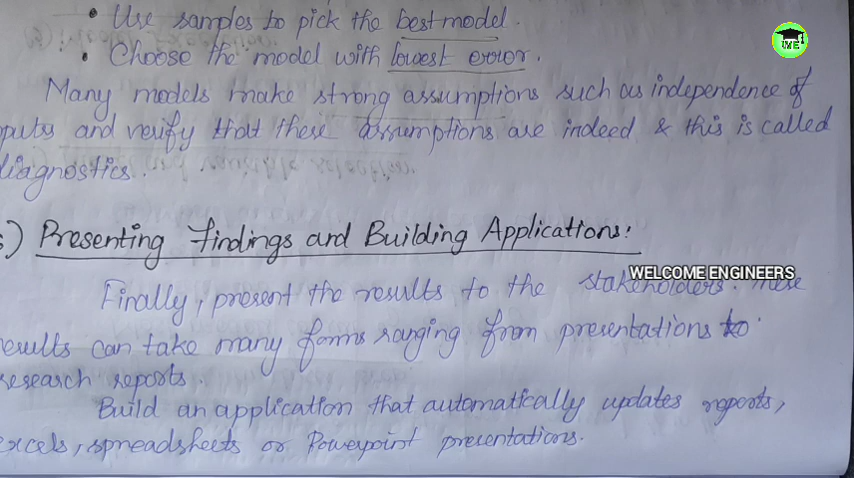 • Use samples to pick the best model.
• Choose the model with lowest error.
Many models make strong assumptions such as independence of
puts and verify that these assumptions are indeed & this is called
diagnostics.
5) Presenting findings and Building Applications:
Finally, present the results to the stakeholders. These
results can take many forms ranging from presentations to
research reports.
Build an application that automatically updates reports,
excels, spreadsheets or Powerpoint presentations.
WELCOME ENGINEERS
WE